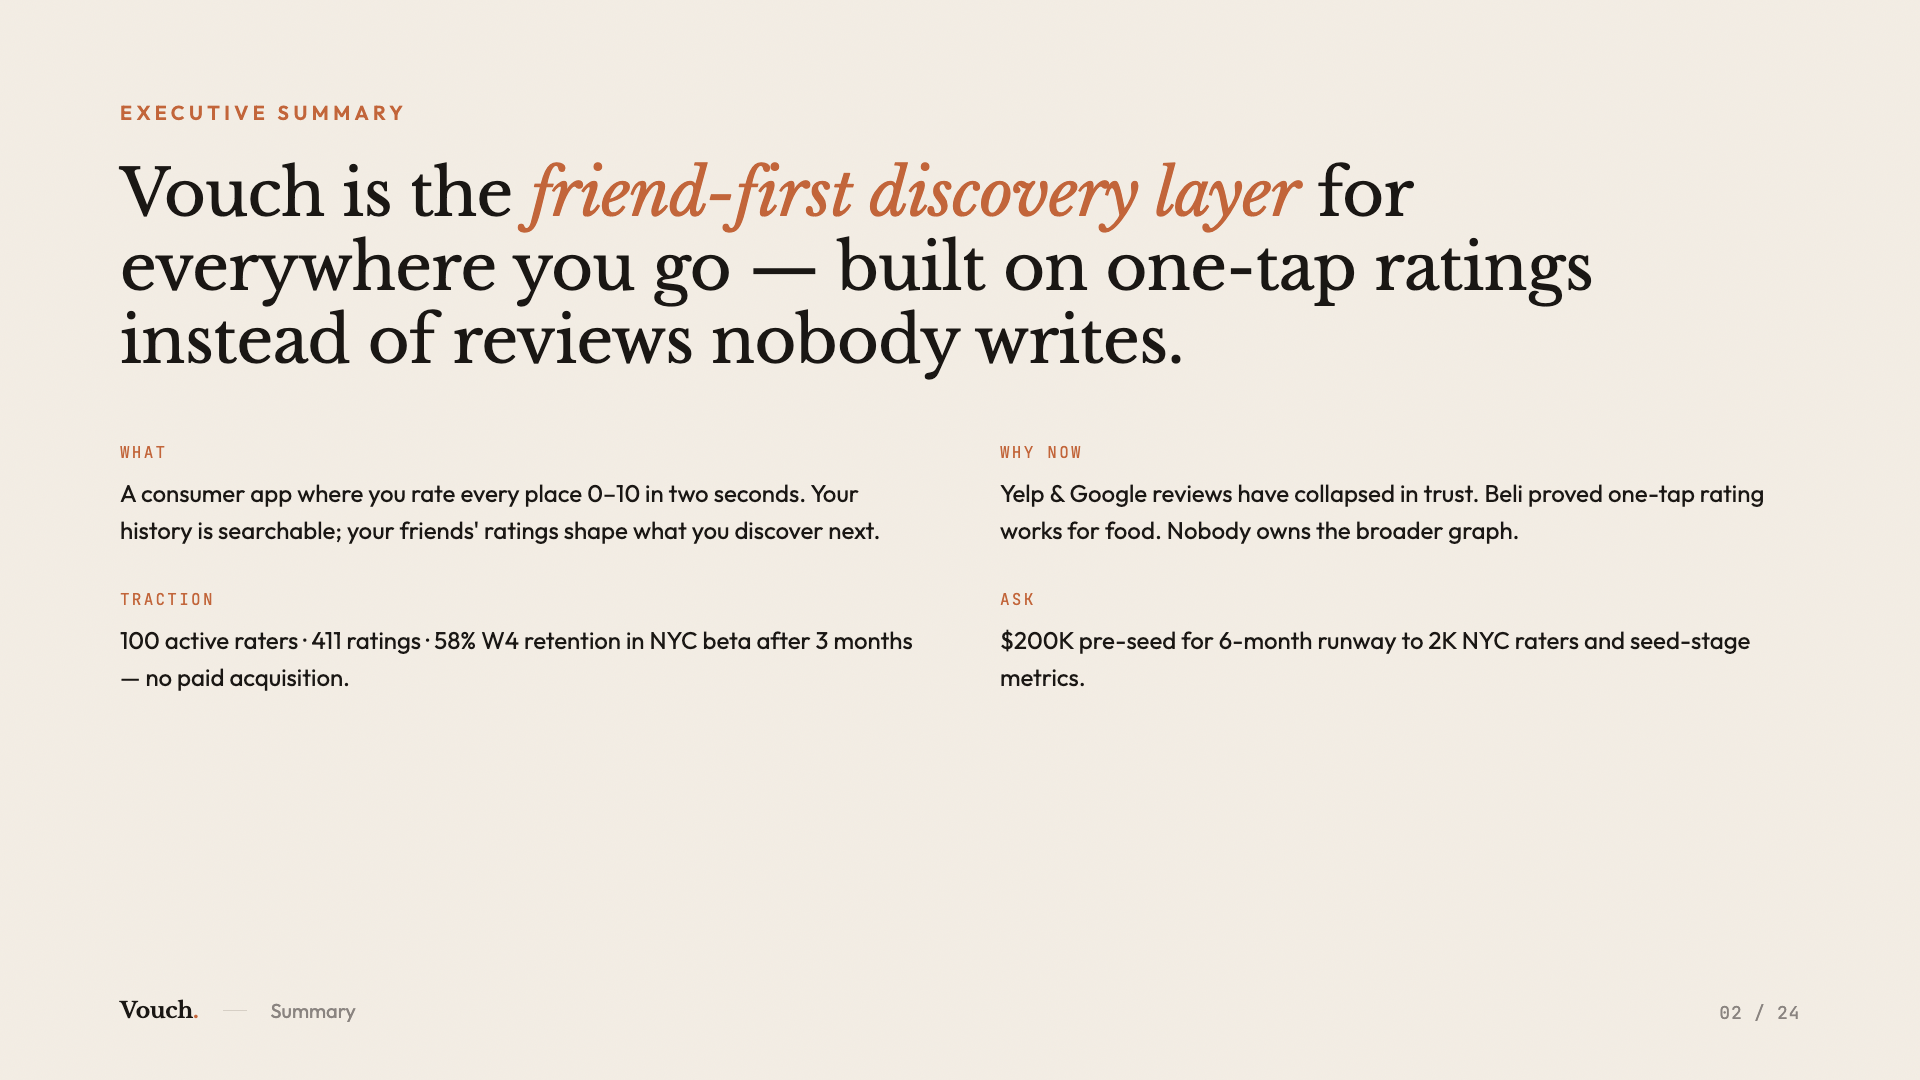 EXECUTIVE SUMMARY
Vouch is the friend-first discovery layer for
everywhere you go — built on one-tap ratings
instead of reviews nobody writes.
WHAT
A consumer app where you rate every place 0–10 in two seconds. Your
history is searchable; your friends' ratings shape what you discover next.
WHY NOW
Yelp & Google reviews have collapsed in trust. Beli proved one-tap rating
works for food. Nobody owns the broader graph.
TRACTION
100 active raters · 411 ratings · 58% W4 retention in NYC beta after 3 months
— no paid acquisition.
ASK
$200K pre-seed for 6-month runway to 2K NYC raters and seed-stage
metrics.
Vouch. — Summary
02 / 24